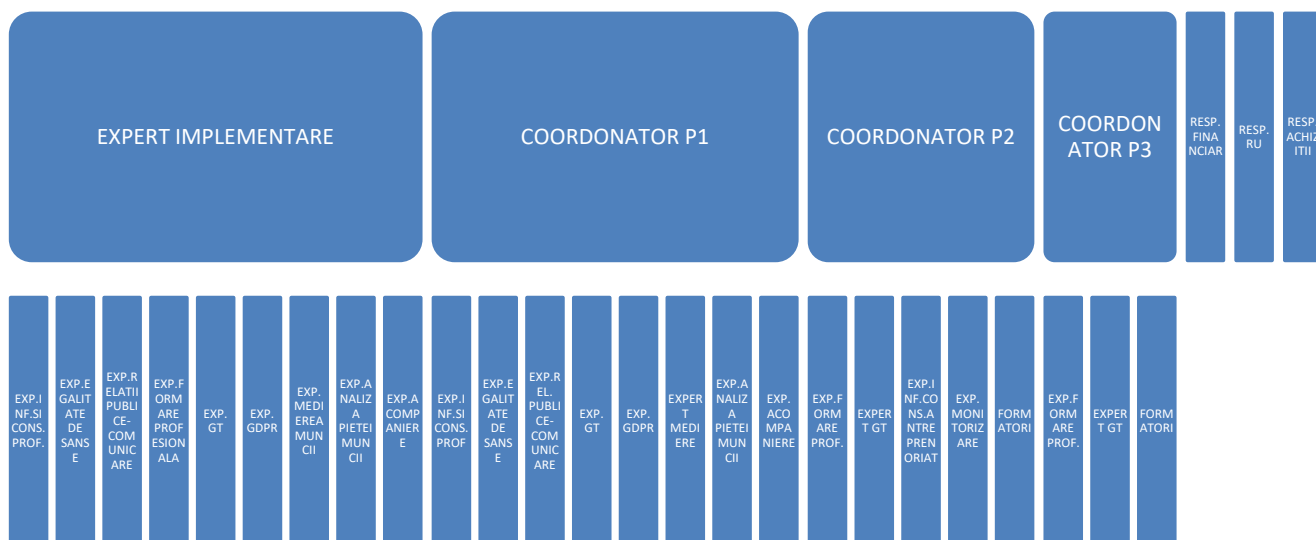 EXPERT IMPLEMENTARE
COORDONATOR P1
COORDONATOR P2
COORDON
ATOR P3
RESP.
FINA
NCIAR
RESP.
RU
RESP.
ACHIZ
ITII
EXP.I
NF.SI
CONS.
PROF.
EXP.E
GALIT
ATE
DE
SANS
E
EXP.R
ELATII
PUBLI
CE-
COM
UNIC
ARE
EXP.F
ORM
ARE
PROF
ESION
ALA
EXP.
GT
EXP.
GDPR
EXP.
MEDI
EREA
MUN
CII
EXP.A
NALIZ
A
PIETEI
MUN
CII
EXP.A
COMP
ANIER
E
EXP.I
NF.SI
CONS.
PROF
EXP.E
GALIT
ATE
DE
SANS
E
EXP.R
EL.
PUBLI
CE-
COM
UNIC
ARE
EXP.
GT
EXP.
GDPR
EXPER
T
MEDI
ERE
EXP.A
NALIZ
A
PIETEI
MUN
CII
EXP.
ACO
MPA
NIERE
EXP.F
ORM
ARE
PROF.
EXPER
T GT
EXP.I
NF.CO
NS.A
NTRE
PREN
ORIAT
EXP.
MONI
TORIZ
ARE
FORM
ATORI
EXP.F
ORM
ARE
PROF.
EXPER
T GT
FORM
ATORI